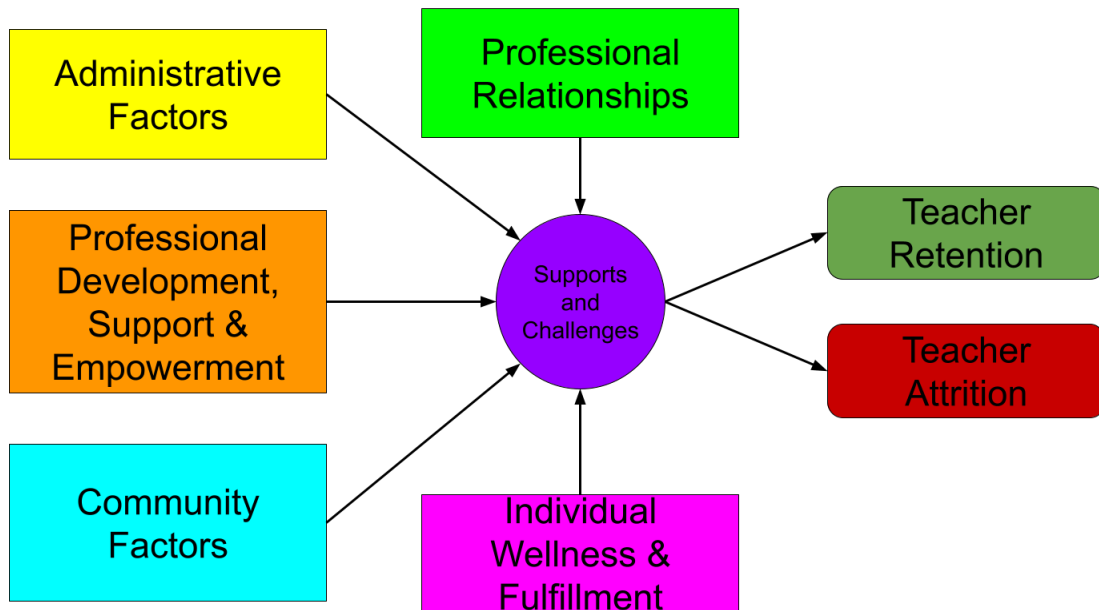 Administrative
Factors
Professional
Relationships
Professional
Development,
Support &
Empowerment
Supports
and
Challenges
Teacher
Retention
Teacher
Attrition
Community
Factors
Individual
Wellness &
Fulfillment